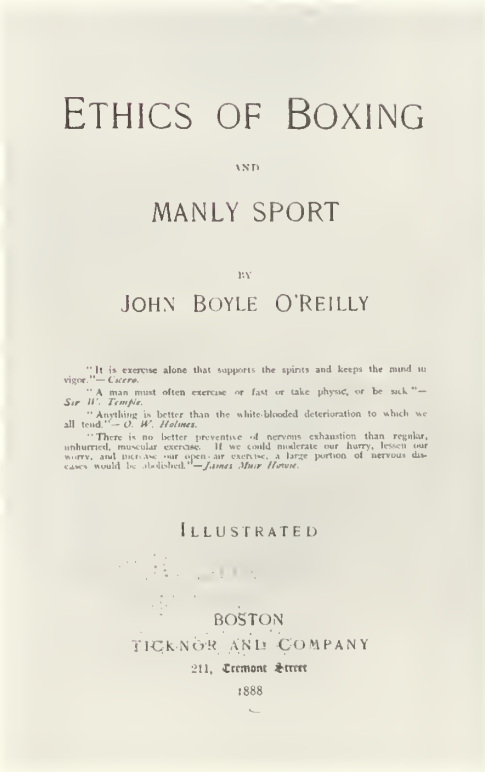 ETHICS OF BOXING
AND
MANLY SPORT
BY
JOHN BOYLE O'REILLY
"It is exercise alone that supports the spirits and keeps the mind in
vigor."—Cicero.
"A man must often exercise or fast or take physic, or be sick"—
Sir W. Temple.
"Anything is better than the white-blooded deterioration to which we
all tend."—O. W. Holmes.
"There is no better preventive of nervous exhaustion than regular,
unhurried, muscular exercise. If we could moderate our hurry, lessen our
worry, and increase our open-air exercise, a large portion of nervous dis-
eases would be abolished."—James Muir Howie.
ILLUSTRATED
BOSTON
TICKNOR AND COMPANY
211, Tremont Street
1888